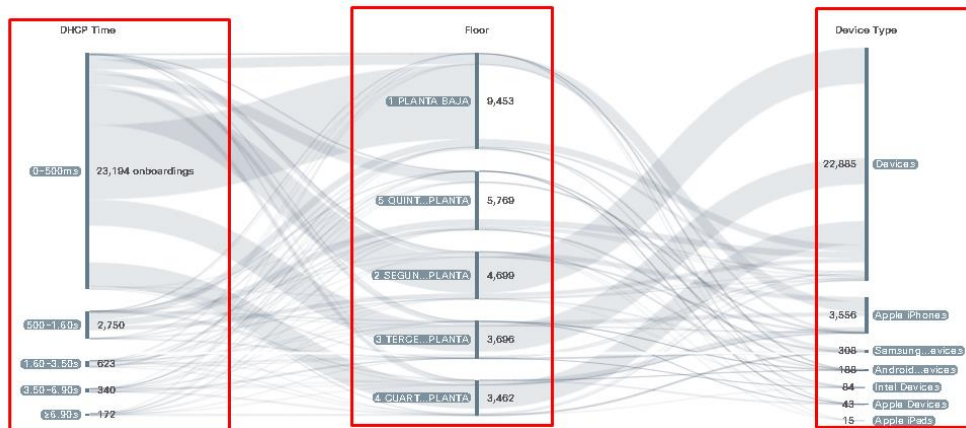 DHCP Time
0-500ms
23,194 onboardings
500-1.60s
2,750
1.60-3.50s
623
3.50-6.90s
340
≥6.90s
172
Floor
1 PLANTA BAJA
9,453
5 QUINT...PLANTA
5,769
2 SEGUN...PLANTA
4,699
3 TERCE...PLANTA
3,696
4 CUART...PLANTA
3,462
Device Type
22,885
Devices
3,556
Apple iPhones
308
Samsung...evices
188
Android...evices
84
Intel Devices
43
Apple Devices
15
Apple iPads